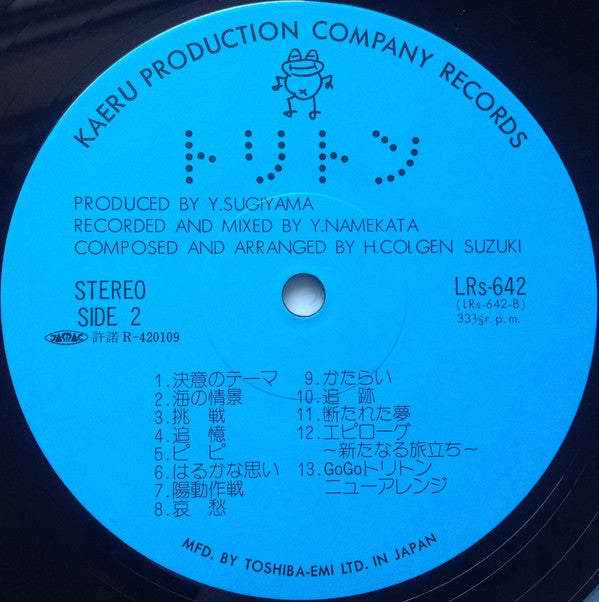 KAERU PRODUCTION COMPANY RECORDS
トリトン
PRODUCED BY Y.SUGIYAMA
RECORDED AND MIXED BY Y.NAMEKATA
COMPOSED AND ARRANGED BY H.COLGEN SUZUKI
STEREO
SIDE 2
JASRAC 許諾 R-420109
LRs-642
(LRs-642-B)
33⅓r.p.m.
1.決意のテーマ
2.海の情景
3.挑 戦
4.追 憶
5.ピ ピ
6.はるかな思い
7.陽動作戦
8.哀 愁
9.かたらい
10.追 跡
11.断たれた夢
12.エピローグ
〜新たなる旅立ち〜
13.GoGoトリトン
ニューアレンジ
MFD. BY TOSHIBA-EMI LTD. IN JAPAN